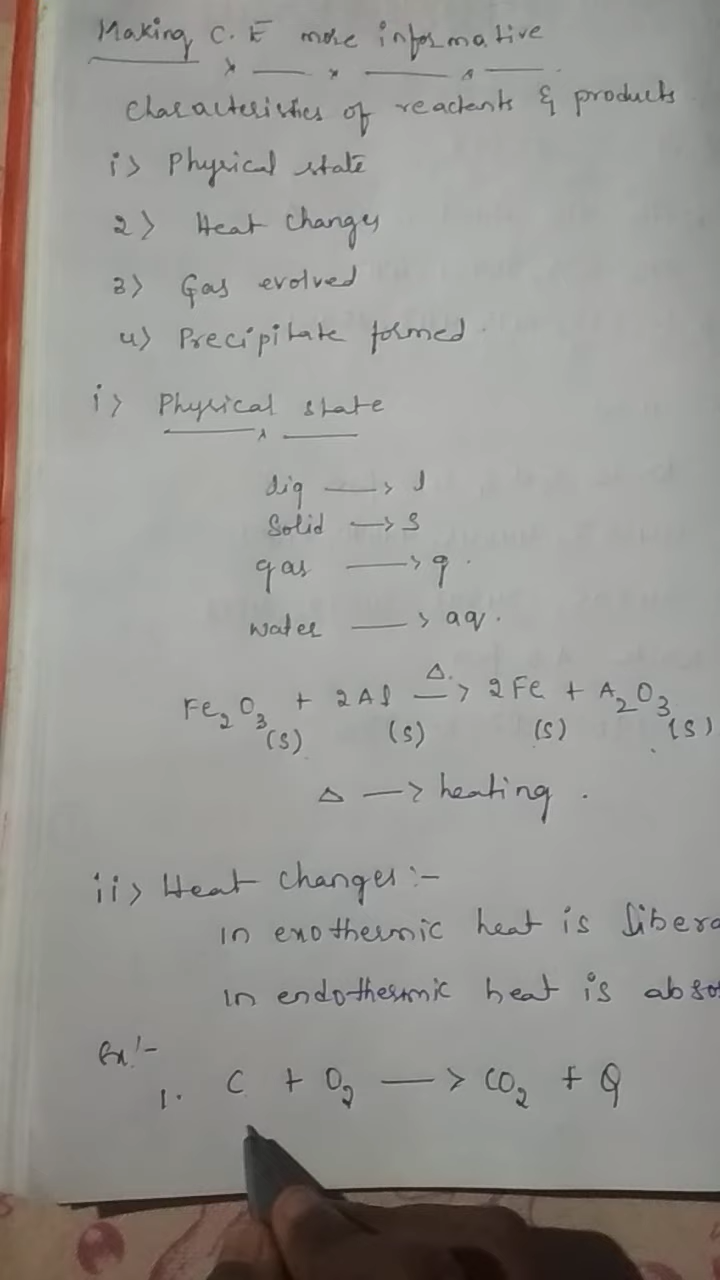 Making C.E more informative
Characteristics of reactants & products
i> Physical state
2> Heat changes
3> Gas evolved
4> Precipitate formed.
i> Physical state
liq → l
Solid → s
gas → g.
water → aq.
Fe₂O₃ + 2Al →Δ. 2Fe + A₂O₃
(s) (s) (s) (s)
Δ → heating.
ii> Heat changes:-
In exothermic heat is libera
In endothermic heat is abso
Ex!-
1. C + O₂ → CO₂ + Q